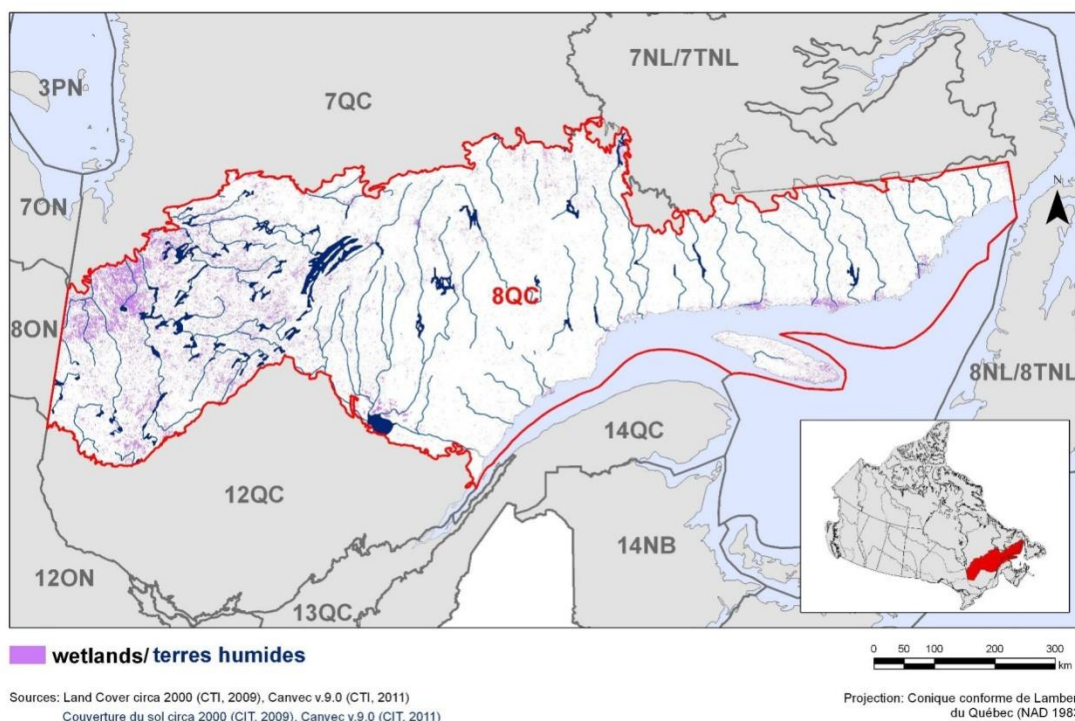 3PN
7QC
7NL/7TNL
N
7ON
8ON
8QC
8NL/8TNL
14QC
12QC
14NB
12ON
13QC
wetlands/ terres humides
0 50 100 200 300
km
Sources: Land Cover circa 2000 (CTI, 2009), Canvec v.9.0 (CTI, 2011)
Couverture du sol circa 2000 (CIT, 2009), Canvec v.9.0 (CIT, 2011)
Projection: Conique conforme de Lamber
du Québec (NAD 1983